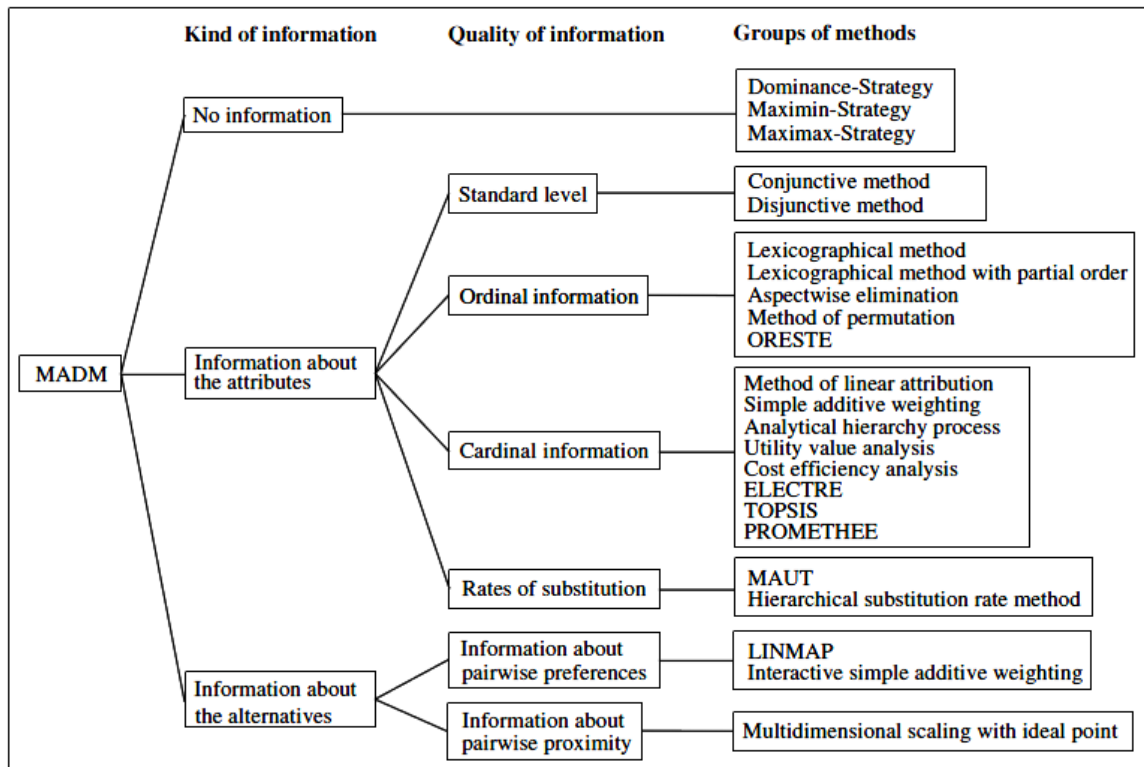 Kind of information
Quality of information
Groups of methods
No information
Dominance-Strategy
Maximin-Strategy
Maximax-Strategy
MADM
Information about
the attributes
Standard level
Conjunctive method
Disjunctive method
Ordinal information
Lexicographical method
Lexicographical method with partial order
Aspectwise elimination
Method of permutation
ORESTE
Cardinal information
Method of linear attribution
Simple additive weighting
Analytical hierarchy process
Utility value analysis
Cost efficiency analysis
ELECTRE
TOPSIS
PROMETHEE
Rates of substitution
MAUT
Hierarchical substitution rate method
Information about
the alternatives
Information about
pairwise preferences
LINMAP
Interactive simple additive weighting
Information about
pairwise proximity
Multidimensional scaling with ideal point